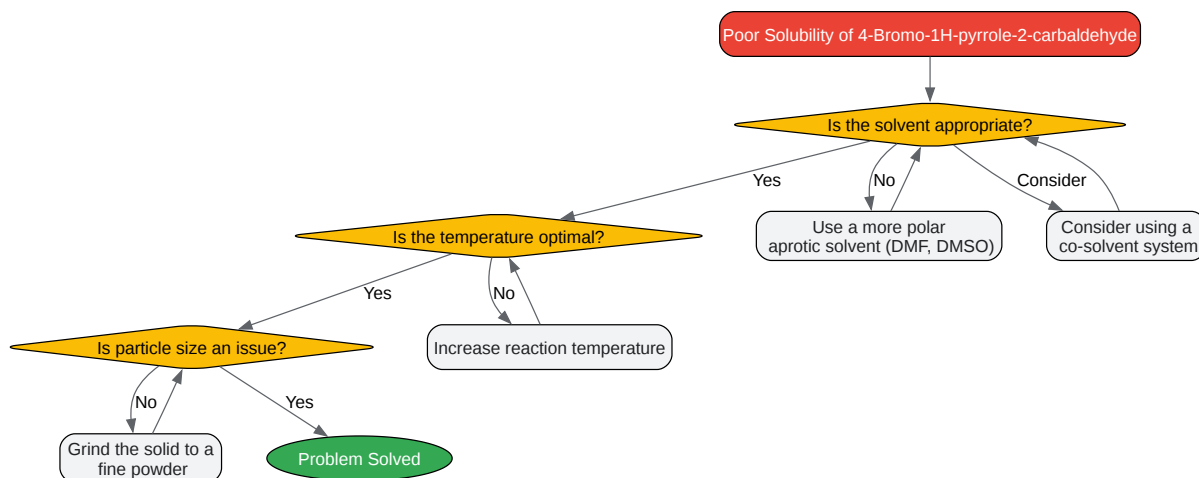 Poor Solubility of 4-Bromo-1H-pyrrole-2-carbaldehyde
Is the solvent appropriate?
Yes
No
Consider
Use a more polar
aprotic solvent (DMF, DMSO)
Consider using a
co-solvent system
Is the temperature optimal?
Yes
No
Increase reaction temperature
Is particle size an issue?
No
Yes
Grind the solid to a
fine powder
Problem Solved